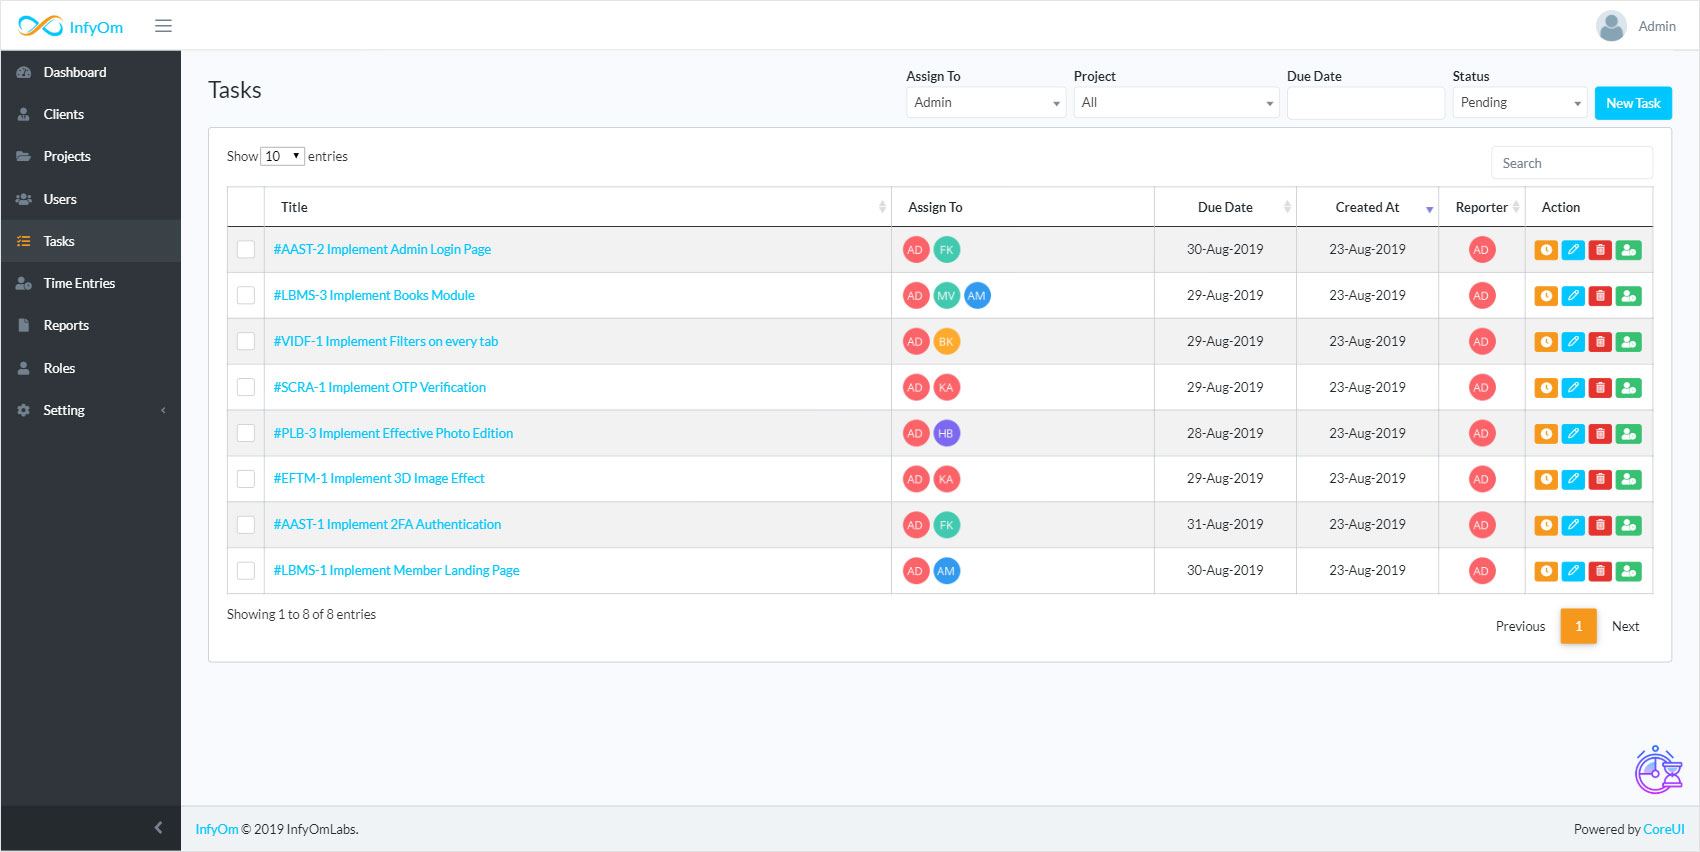 InfyOm
Admin
Dashboard
Clients
Projects
Users
Tasks
Time Entries
Reports
Roles
Setting
Tasks
Assign To Project Due Date Status
Admin All Pending New Task
Show 10 entries
Search
Title Assign To Due Date Created At Reporter Action
#AAST-2 Implement Admin Login Page AD FK 30-Aug-2019 23-Aug-2019 AD
#LBMS-3 Implement Books Module AD MV AM 29-Aug-2019 23-Aug-2019 AD
#VIDF-1 Implement Filters on every tab AD BK 29-Aug-2019 23-Aug-2019 AD
#SCRA-1 Implement OTP Verification AD KA 29-Aug-2019 23-Aug-2019 AD
#PLB-3 Implement Effective Photo Edition AD HB 28-Aug-2019 23-Aug-2019 AD
#EFTM-1 Implement 3D Image Effect AD KA 29-Aug-2019 23-Aug-2019 AD
#AAST-1 Implement 2FA Authentication AD FK 31-Aug-2019 23-Aug-2019 AD
#LBMS-1 Implement Member Landing Page AD AM 30-Aug-2019 23-Aug-2019 AD
Showing 1 to 8 of 8 entries
Previous 1 Next
InfyOm © 2019 InfyOmLabs.
Powered by CoreUI